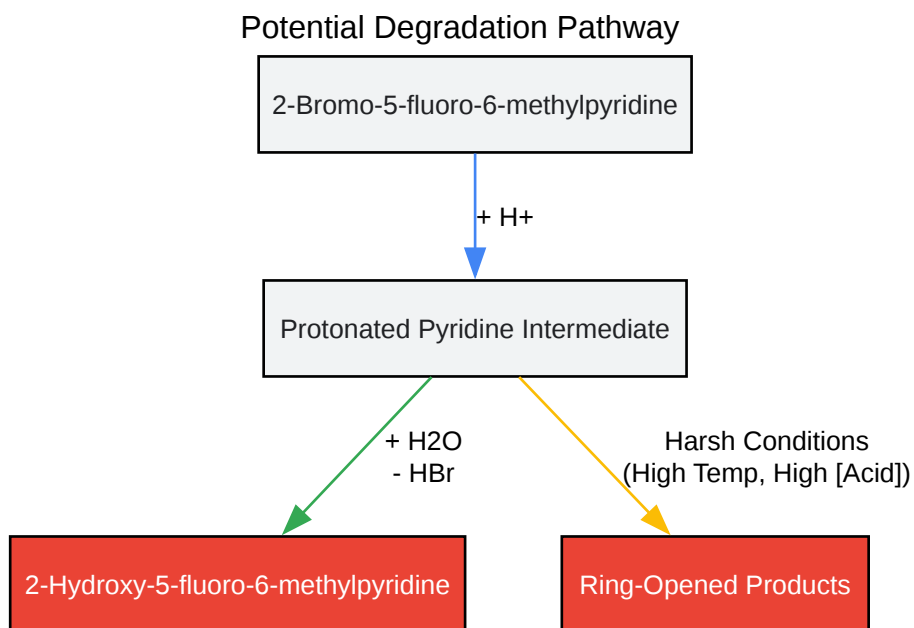 Potential Degradation Pathway
2-Bromo-5-fluoro-6-methylpyridine
+ H+
Protonated Pyridine Intermediate
+ H2O
- HBr
Harsh Conditions
(High Temp, High [Acid])
2-Hydroxy-5-fluoro-6-methylpyridine
Ring-Opened Products